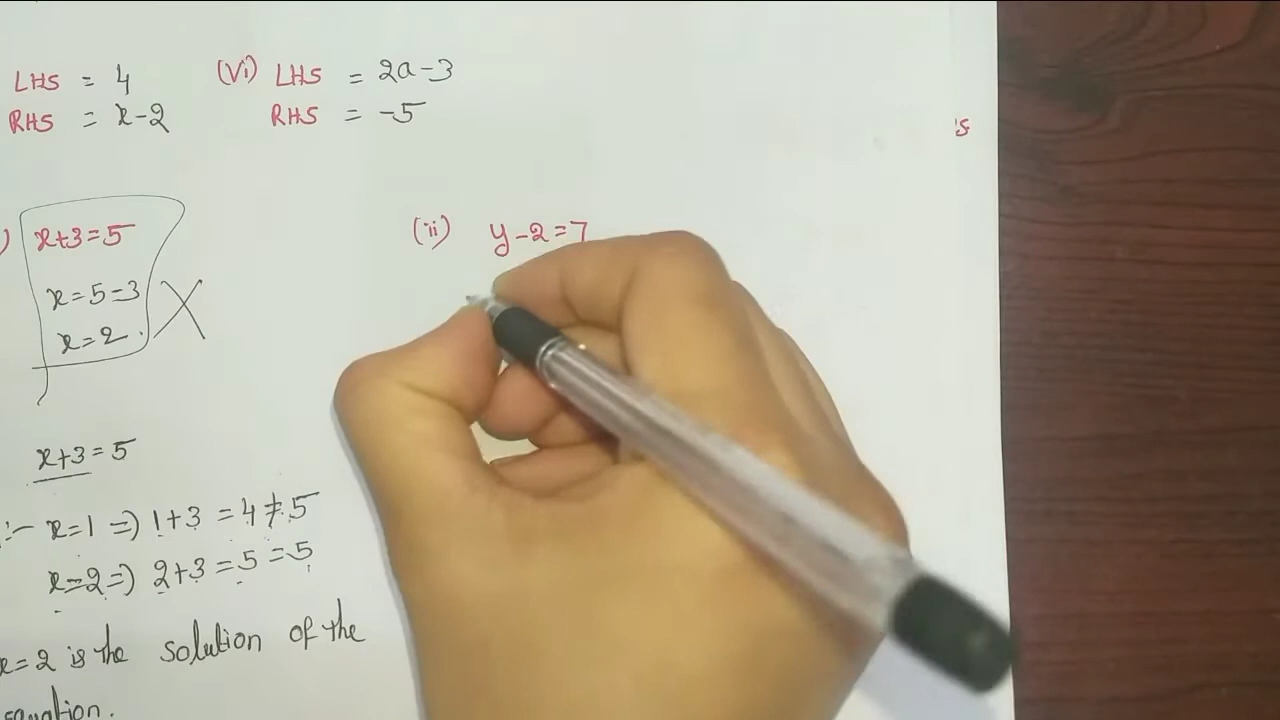 LHS = 4
RHS = x-2
(vi) LHS = 2a-3
RHS = -5
's
) x+3=5
x=5-3
x=2.
x+3=5
:- x=1 => 1+3 = 4 ≠ 5
x=2 => 2+3 = 5 = 5
x=2 is the solution of the
equation.
(ii) y-2=7